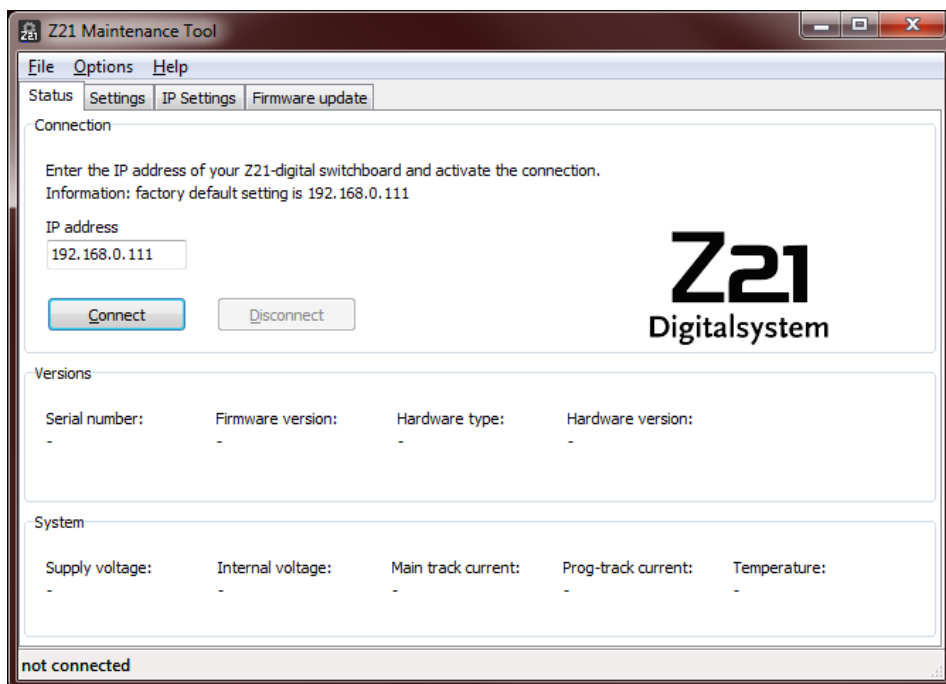 Z21 Maintenance Tool
File Options Help
Status Settings IP Settings Firmware update
Connection
Enter the IP address of your Z21-digital switchboard and activate the connection.
Information: factory default setting is 192.168.0.111
IP address
192.168.0.111
Connect Disconnect
Z21
Digitalsystem
Versions
Serial number: Firmware version: Hardware type: Hardware version:
- - - -
System
Supply voltage: Internal voltage: Main track current: Prog-track current: Temperature:
- - - - -
not connected